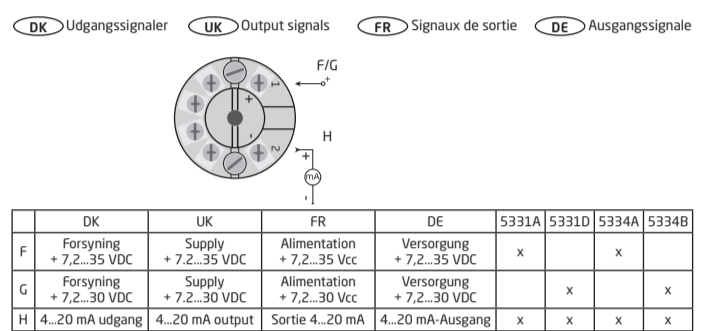 DK Udgangssignaler UK Output signals FR Signaux de sortie DE Ausgangssignale
F/G
1
+
+
-
H
2
+
mA
-
DK UK FR DE 5331A 5331D 5334A 5334B
F Forsyning + 7,2...35 VDC Supply + 7.2...35 VDC Alimentation + 7,2...35 Vcc Versorgung + 7,2...35 VDC x x
G Forsyning + 7,2...30 VDC Supply + 7.2...30 VDC Alimentation + 7,2...30 Vcc Versorgung + 7,2...30 VDC x x
H 4...20 mA udgang 4...20 mA output Sortie 4...20 mA 4...20 mA-Ausgang x x x x